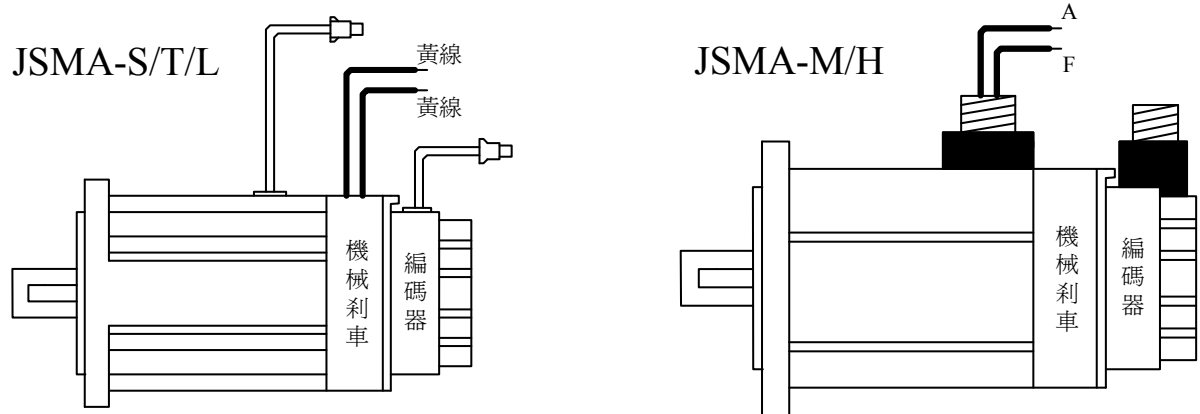 JSMA-S/T/L
黃線
黃線
機械剎車
編碼器
JSMA-M/H
A
F
機械剎車
編碼器